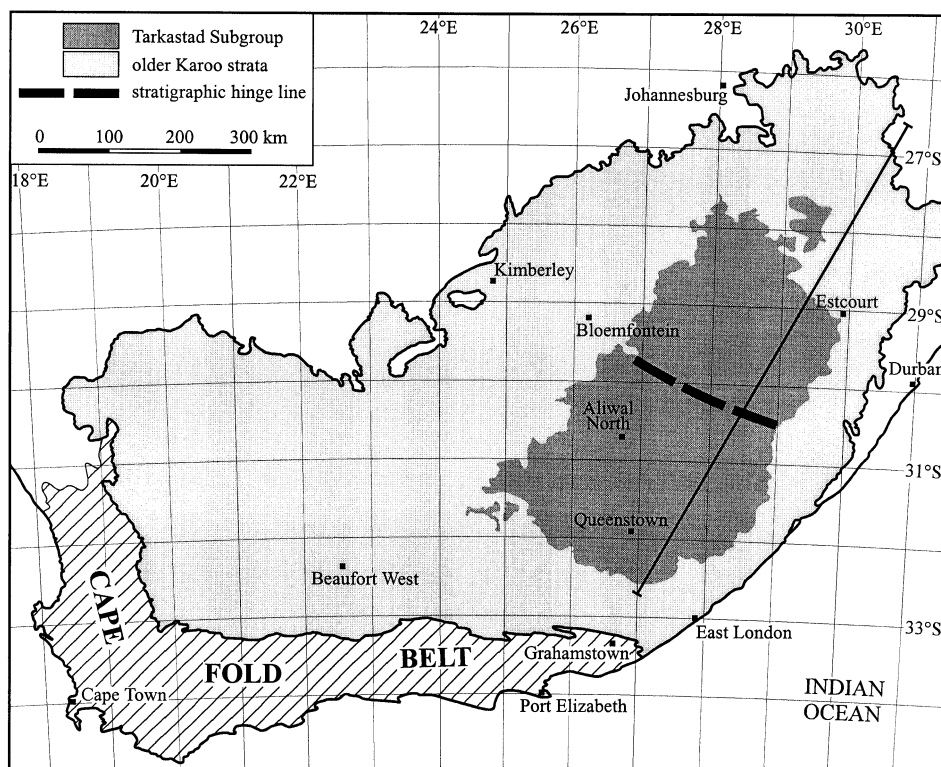 Tarkastad Subgroup
older Karoo strata
stratigraphic hinge line
0 100 200 300 km
24°E 26°E 28°E 30°E
18°E 20°E 22°E
Johannesburg
27°S
Kimberley
Estcourt
Bloemfontein
29°S
Durban
Aliwal
North
31°S
Queenstown
Beaufort West
CAPE
FOLD
BELT
33°S
East London
Grahamstown
Cape Town
Port Elizabeth
INDIAN
OCEAN